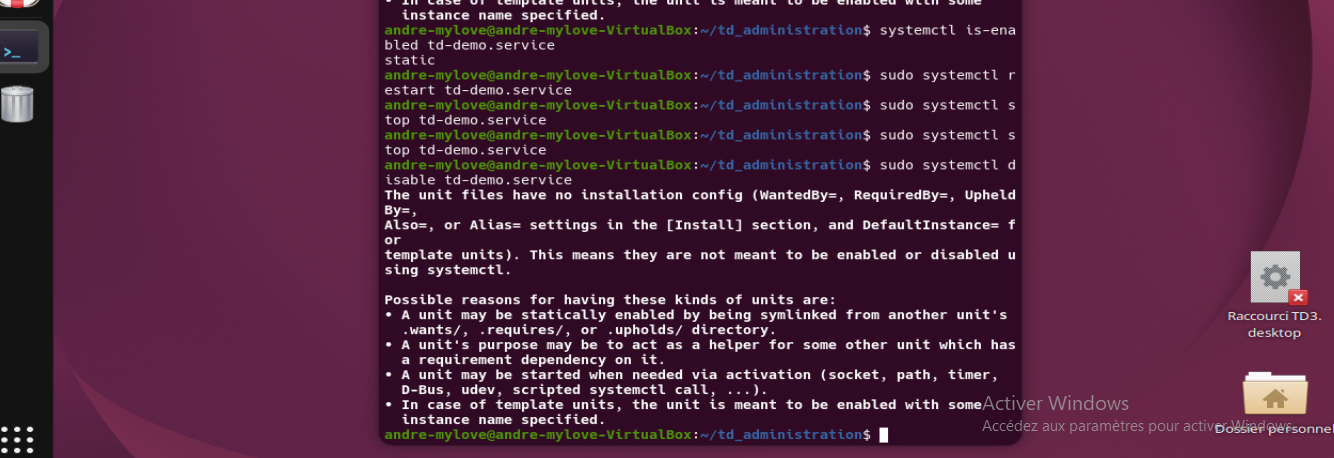 • In case of template units, the unit is meant to be enabled with some
instance name specified.
andre-mylove@andre-mylove-VirtualBox:~/td_administration$ systemctl is-ena
bled td-demo.service
static
andre-mylove@andre-mylove-VirtualBox:~/td_administration$ sudo systemctl r
estart td-demo.service
andre-mylove@andre-mylove-VirtualBox:~/td_administration$ sudo systemctl s
top td-demo.service
andre-mylove@andre-mylove-VirtualBox:~/td_administration$ sudo systemctl s
top td-demo.service
andre-mylove@andre-mylove-VirtualBox:~/td_administration$ sudo systemctl d
isable td-demo.service
The unit files have no installation config (WantedBy=, RequiredBy=, Upheld
By=,
Also=, or Alias= settings in the [Install] section, and DefaultInstance= f
or
template units). This means they are not meant to be enabled or disabled u
sing systemctl.

Possible reasons for having these kinds of units are:
• A unit may be statically enabled by being symlinked from another unit's
.wants/, .requires/, or .upholds/ directory.
• A unit's purpose may be to act as a helper for some other unit which has
a requirement dependency on it.
• A unit may be started when needed via activation (socket, path, timer,
D-Bus, udev, scripted systemctl call, ...).
• In case of template units, the unit is meant to be enabled with some
instance name specified.
andre-mylove@andre-mylove-VirtualBox:~/td_administration$
>_
Raccourci TD3.
desktop
Activer Windows
Accédez aux paramètres pour activer Windows.
Dossier personnel